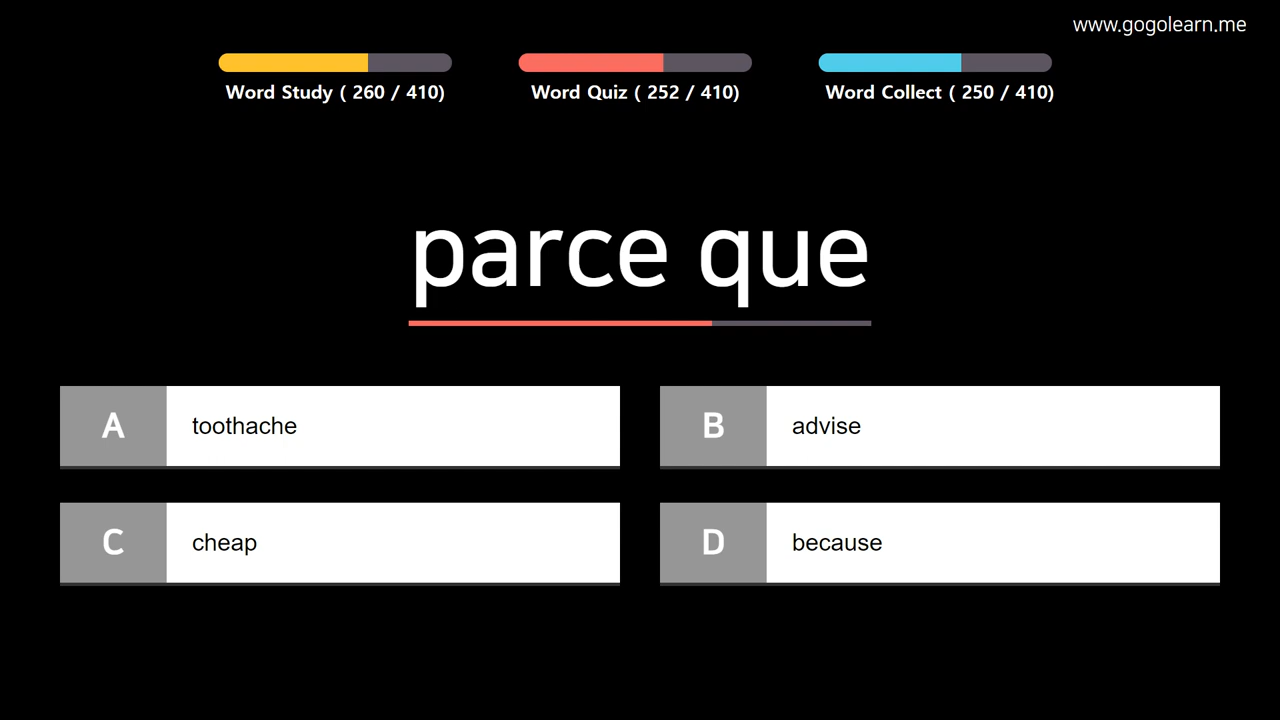 www.gogolearn.me
Word Study ( 260 / 410)
Word Quiz ( 252 / 410)
Word Collect ( 250 / 410)
parce que
A toothache
B advise
C cheap
D because